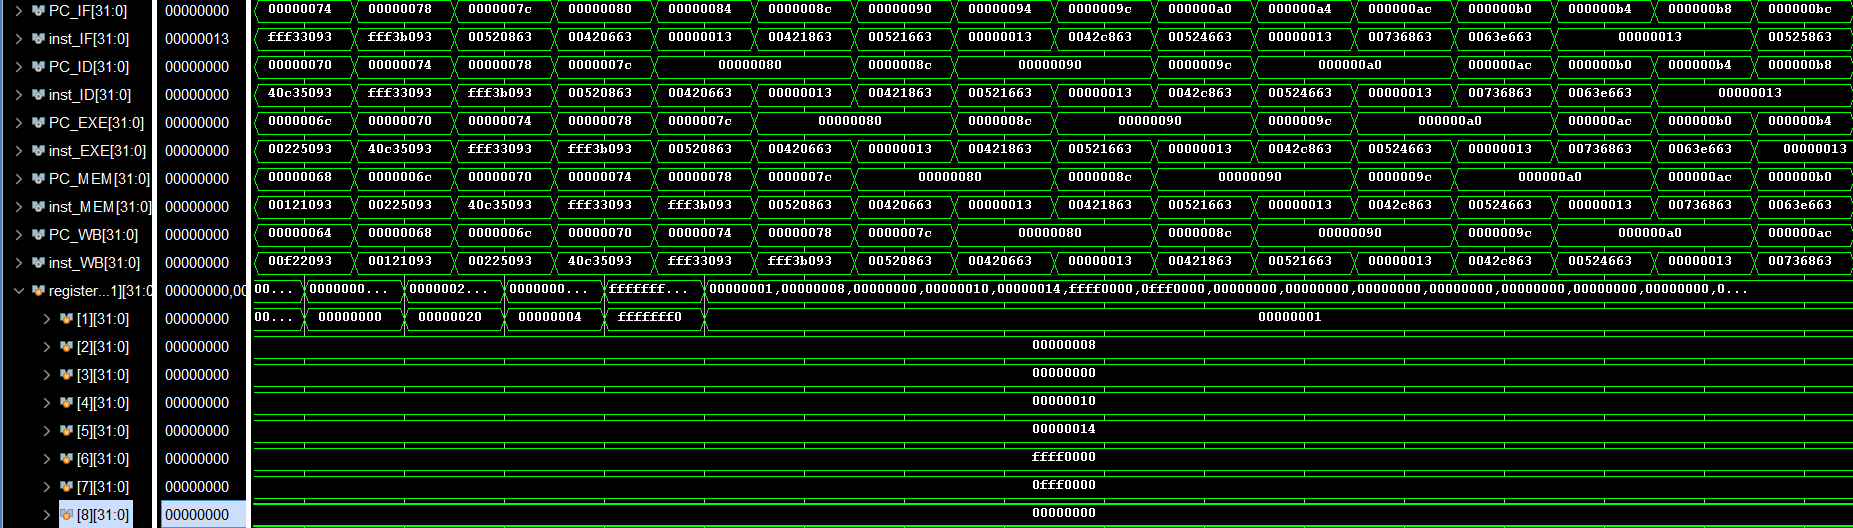 PC_IF[31:0] 00000000 00000074 00000078 0000007c 00000080 00000084 0000008c 00000090 00000094 0000009c 000000a0 000000a4 000000ac 000000b0 000000b4 000000b8 000000bc
inst_IF[31:0] 00000013 fff33093 fff3b093 00520863 00420663 00000013 00421863 00521663 00000013 0042c863 00524663 00000013 00736863 0063e663 00000013 00525863
PC_ID[31:0] 00000000 00000070 00000074 00000078 0000007c 00000080 0000008c 00000090 0000009c 000000a0 000000ac 000000b0 000000b4 000000b8
inst_ID[31:0] 00000000 40c35093 fff33093 fff3b093 00520863 00420663 00000013 00421863 00521663 00000013 0042c863 00524663 00000013 00736863 0063e663 00000013
PC_EXE[31:0] 00000000 0000006c 00000070 00000074 00000078 0000007c 00000080 0000008c 00000090 0000009c 000000a0 000000ac 000000b0 000000b4
inst_EXE[31:0] 00000000 00225093 40c35093 fff33093 fff3b093 00520863 00420663 00000013 00421863 00521663 00000013 0042c863 00524663 00000013 00736863 0063e663 00000013
PC_MEM[31:0] 00000000 00000068 0000006c 00000070 00000074 00000078 0000007c 00000080 0000008c 00000090 0000009c 000000a0 000000ac 000000b0
inst_MEM[31:0] 00000000 00121093 00225093 40c35093 fff33093 fff3b093 00520863 00420663 00000013 00421863 00521663 00000013 0042c863 00524663 00000013 00736863 0063e663
PC_WB[31:0] 00000000 00000064 00000068 0000006c 00000070 00000074 00000078 0000007c 00000080 0000008c 00000090 0000009c 000000a0 000000ac
inst_WB[31:0] 00000000 00f22093 00121093 00225093 40c35093 fff33093 fff3b093 00520863 00420663 00000013 00421863 00521663 00000013 0042c863 00524663 00000013 00736863
register...1][31:0 00000000,00 00... 0000000... 0000002... 0000000... fffffff... 00000001,00000008,00000000,00000010,00000014,ffff0000,0fff0000,00000000,00000000,00000000,00000000,00000000,00000000,00000000,0...
[1][31:0] 00000000 00... 00000000 00000020 00000004 fffffff0 00000001
[2][31:0] 00000000 00000008
[3][31:0] 00000000 00000000
[4][31:0] 00000000 00000010
[5][31:0] 00000000 00000014
[6][31:0] 00000000 ffff0000
[7][31:0] 00000000 0fff0000
[8][31:0] 00000000 00000000